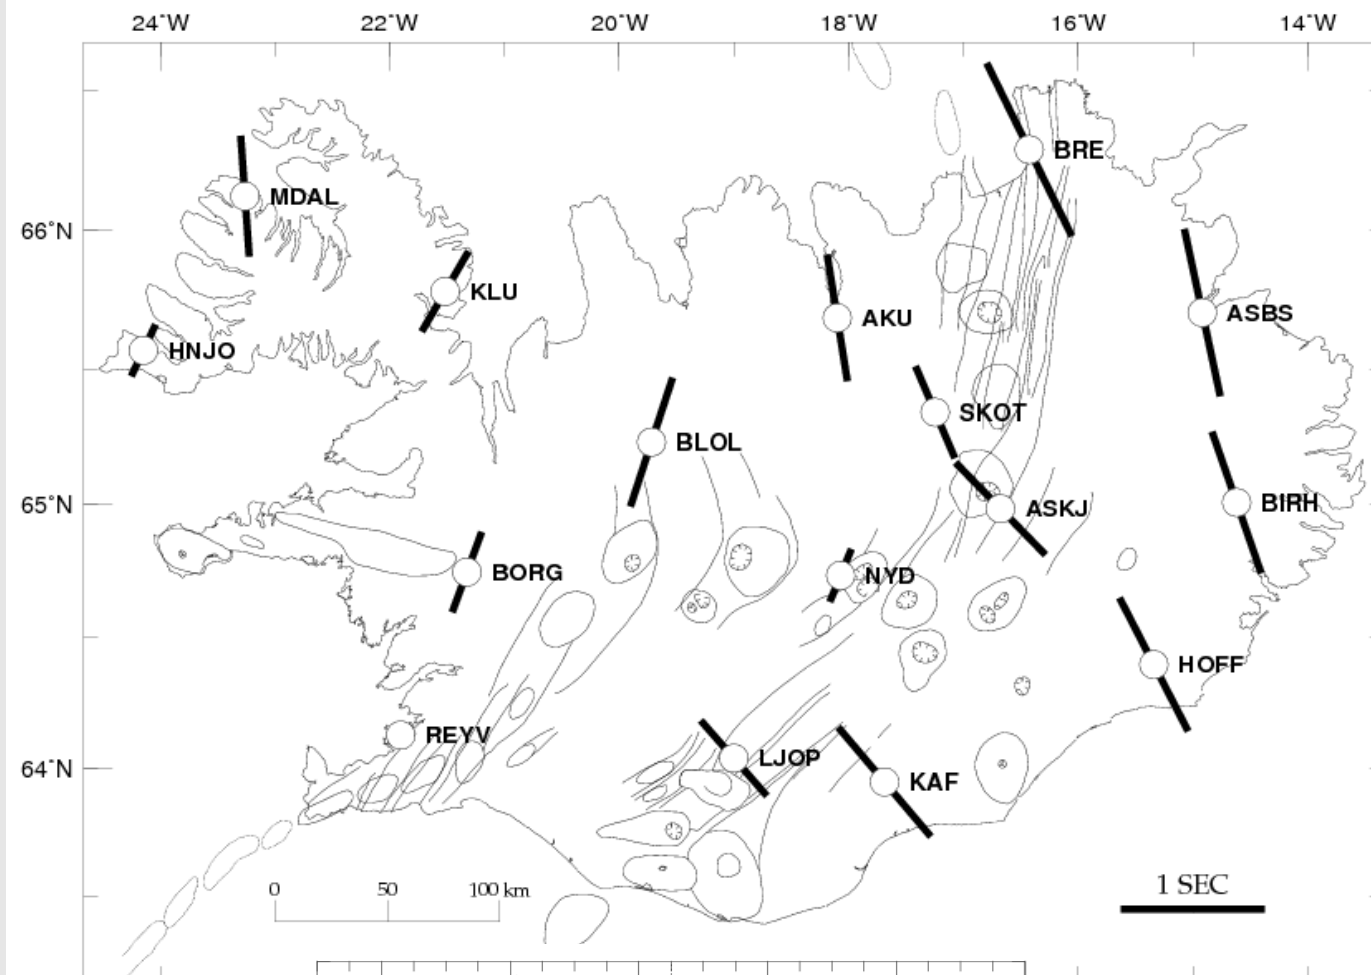 24°W 22°W 20°W 18°W 16°W 14°W
BRE
MDAL
66°N
KLU
ASBS
AKU
HNJO
SKOT
BLOL
65°N
BIRH
ASKJ
BORG
NYD
HOFF
REYV
LJOP
64°N
KAF
0 50 100 km
1 SEC